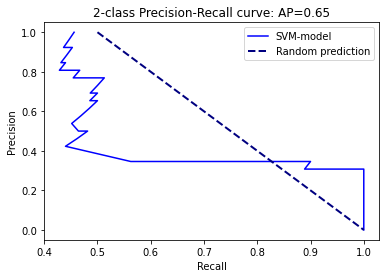 2-class Precision-Recall curve: AP=0.65
SVM-model
Random prediction
Precision
1.0
0.8
0.6
0.4
0.2
0.0
0.4 0.5 0.6 0.7 0.8 0.9 1.0
Recall